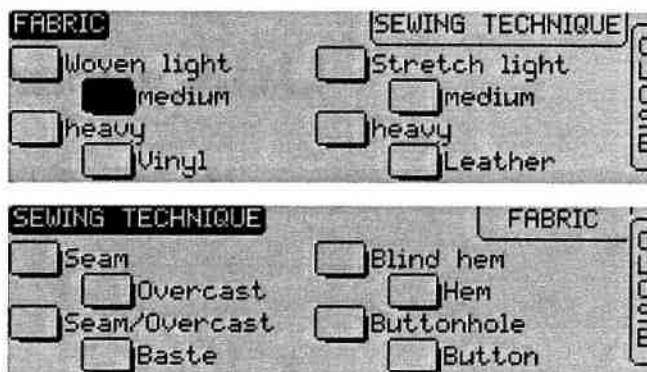 FABRIC SEWING TECHNIQUE
Woven light Stretch light
medium medium
heavy heavy
Vinyl Leather
CLOSE
SEWING TECHNIQUE FABRIC
Seam Blind hem
Overcast Hem
Seam/Overcast Buttonhole
Baste Button